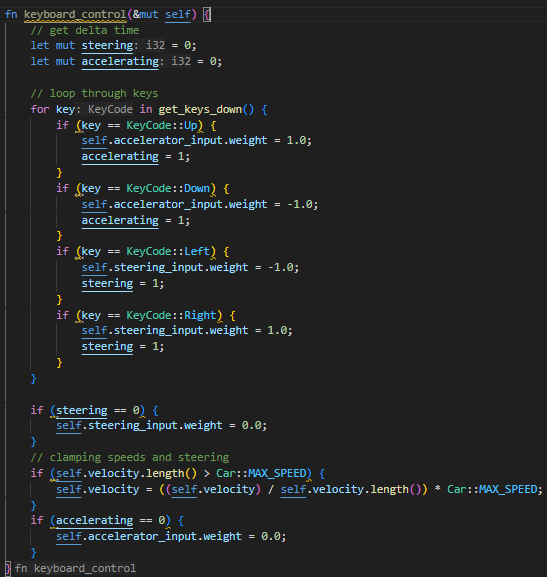 fn keyboard_control(&mut self) {
// get delta time
let mut steering: i32 = 0;
let mut accelerating: i32 = 0;
// loop through keys
for key: KeyCode in get_keys_down() {
if (key == KeyCode::Up) {
self.accelerator_input.weight = 1.0;
accelerating = 1;
}
if (key == KeyCode::Down) {
self.accelerator_input.weight = -1.0;
accelerating = 1;
}
if (key == KeyCode::Left) {
self.steering_input.weight = -1.0;
steering = 1;
}
if (key == KeyCode::Right) {
self.steering_input.weight = 1.0;
steering = 1;
}
}
if (steering == 0) {
self.steering_input.weight = 0.0;
}
// clamping speeds and steering
if (self.velocity.length() > Car::MAX_SPEED) {
self.velocity = ((self.velocity) / self.velocity.length()) * Car::MAX_SPEED;
}
if (accelerating == 0) {
self.accelerator_input.weight = 0.0;
}
} fn keyboard_control